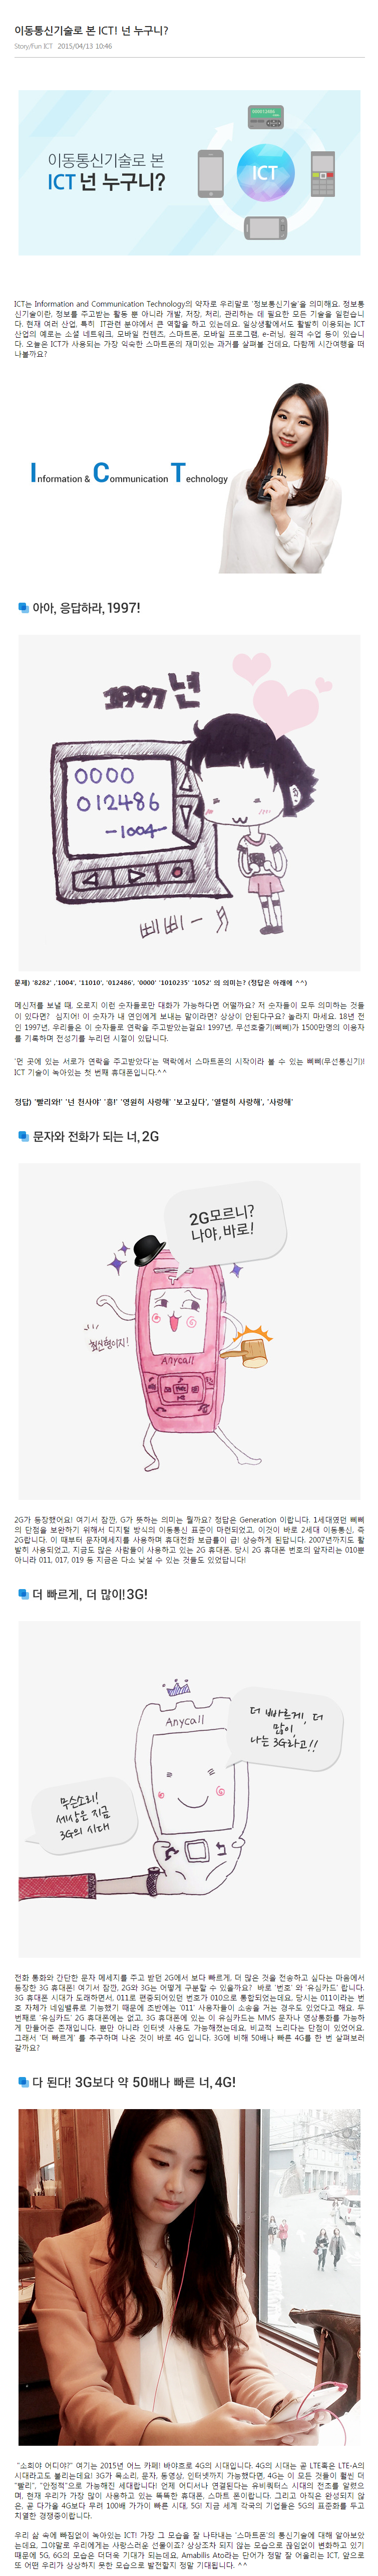 이동통신기술로 본 ICT! 넌 누구니?
Story/Fun ICT 2015/04/13 10:46
이동통신기술로 본
ICT 넌 누구니?
ICT
ICT는 Information and Communication Technology의 약자로 우리말로 '정보통신기술'을 의미해요. 정보통
신기술이란, 정보를 주고받는 활동 뿐 아니라 개발, 저장, 처리, 관리하는 데 필요한 모든 기술을 일컫습니
다. 현재 여러 산업, 특히 IT관련 분야에서 큰 역할을 하고 있는데요. 일상생활에서도 활발히 이용되는 ICT
산업의 예로는 소셜 네트워크, 모바일 컨텐츠, 스마트폰, 모바일 프로그램, e-러닝, 원격 수업 등이 있습니
다. 오늘은 ICT가 사용되는 가장 익숙한 스마트폰의 재미있는 과거를 살펴볼 건데요, 다함께 시간여행을 떠
나볼까요?
Information & Communication Technology
아아, 응답하라, 1997!
1997년
0000
012486
-1004-
삐삐-
문제) '8282' ,'1004', '11010', '012486', '0000' '1010235' '1052' 의 의미는? (정답은 아래에 ^^)
메신저를 보낼 때, 오로지 이런 숫자들로만 대화가 가능하다면 어떨까요? 저 숫자들이 모두 의미하는 것들
이 있다면? 심지어! 이 숫자가 내 연인에게 보내는 말이라면? 상상이 안된다구요? 놀라지 마세요. 18년 전
인 1997년, 우리들은 이 숫자들로 연락을 주고받았는걸요! 1997년, 무선호출기(삐삐)가 1500만명의 이용자
를 기록하며 전성기를 누리던 시절이 있답니다.
'먼 곳에 있는 서로가 연락을 주고받았다'는 맥락에서 스마트폰의 시작이라 볼 수 있는 삐삐(무선통신기)!
ICT 기술이 녹아있는 첫 번째 휴대폰입니다.^^
정답) '빨리와!' '넌 천사야' '흥!' '영원히 사랑해' '보고싶다', '열렬히 사랑해', '사랑해'
문자와 전화가 되는 너, 2G
2G모르니?
나야, 바로!
최신형이지!
Anycall
2G가 등장했어요! 여기서 잠깐, G가 뜻하는 의미는 뭘까요? 정답은 Generation 이랍니다. 1세대였던 삐삐
의 단점을 보완하기 위해서 디지털 방식의 이동통신 표준이 마련되었고, 이것이 바로 2세대 이동통신, 즉
2G랍니다. 이 때부터 문자메세지를 사용하며 휴대전화 보급률이 급! 상승하게 된답니다. 2007년까지도 활
발히 사용되었고, 지금도 많은 사람들이 사용하고 있는 2G 휴대폰. 당시 2G 휴대폰 번호의 앞자리는 010뿐
아니라 011, 017, 019 등 지금은 다소 낯설 수 있는 것들도 있었답니다!
더 빠르게, 더 많이! 3G!
Anycall
더 빠르게, 더
많이,
나는 3G라고!!
무슨소리!
세상은 지금
3G의 시대
전화 통화와 간단한 문자 메세지를 주고 받던 2G에서 보다 빠르게, 더 많은 것을 전송하고 싶다는 마음에서
등장한 3G 휴대폰! 여기서 잠깐, 2G와 3G는 어떻게 구분할 수 있을까요? 바로 '번호' 와 '유심카드' 랍니다.
3G 휴대폰 시대가 도래하면서, 011로 편중되어있던 번호가 010으로 통합되었는데요, 당시는 011이라는 번
호 자체가 네임밸류로 기능했기 때문에 초반에는 '011' 사용자들이 소송을 거는 경우도 있었다고 해요. 두
번째로 '유심카드' 2G 휴대폰에는 없고, 3G 휴대폰에 있는 이 유심카드는 MMS 문자나 영상통화를 가능하
게 만들어준 존재입니다. 뿐만 아니라 인터넷 사용도 가능해졌는데요, 비교적 느리다는 단점이 있었어요.
그래서 '더 빠르게' 를 추구하며 나온 것이 바로 4G 입니다. 3G에 비해 50배나 빠른 4G를 한 번 살펴보러
갈까요?
다 된다! 3G보다 약 50배나 빠른 너, 4G!
"소희야 어디야?" 여기는 2015년 어느 카페! 바야흐로 4G의 시대입니다. 4G의 시대는 곧 LTE혹은 LTE-A의
시대라고도 불리는데요! 3G가 목소리, 문자, 동영상, 인터넷까지 가능했다면, 4G는 이 모든 것들이 훨씬 더
"빨리", "안정적"으로 가능해진 세대랍니다! 언제 어디서나 연결된다는 유비쿼터스 시대의 전조를 알렸으
며, 현재 우리가 가장 많이 사용하고 있는 똑똑한 휴대폰, 스마트 폰이랍니다. 그리고 아직은 완성되지 않
은, 곧 다가올 4G보다 무려 100배 가가이 빠른 시대, 5G! 지금 세계 각국의 기업들은 5G의 표준화를 두고
치열한 경쟁중이랍니다.
우리 삶 속에 빠짐없이 녹아있는 ICT! 가장 그 모습을 잘 나타내는 '스마트폰'의 통신기술에 대해 알아보았
는데요, 그야말로 우리에게는 사랑스러운 선물이죠? 상상조차 되지 않는 모습으로 끊임없이 변화하고 있기
때문에 5G, 6G의 모습은 더더욱 기대가 되는데요, Amabilis Ato라는 단어가 정말 잘 어울리는 ICT, 앞으로
또 어떤 우리가 상상하지 못한 모습으로 발전할지 정말 기대됩니다. ^^